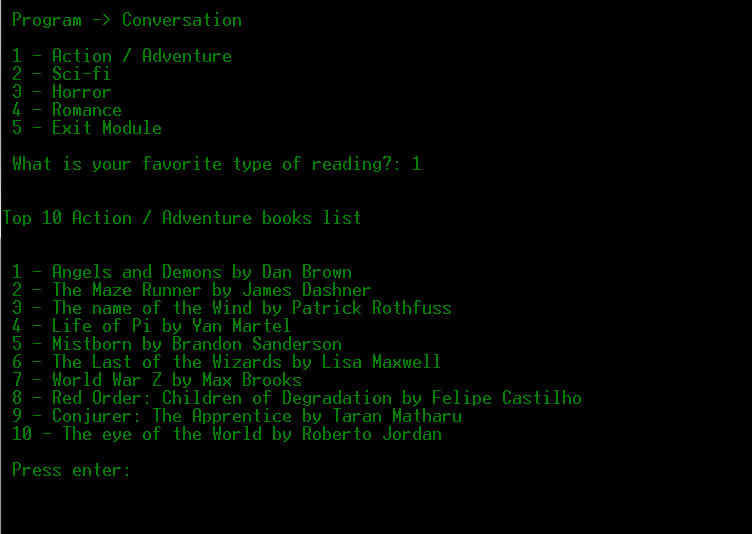 Program -> Conversation
1 - Action / Adventure
2 - Sci-fi
3 - Horror
4 - Romance
5 - Exit Module
What is your favorite type of reading?: 1
Top 10 Action / Adventure books list
1 - Angels and Demons by Dan Brown
2 - The Maze Runner by James Dashner
3 - The name of the Wind by Patrick Rothfuss
4 - Life of Pi by Yan Martel
5 - Mistborn by Brandon Sanderson
6 - The Last of the Wizards by Lisa Maxwell
7 - World War Z by Max Brooks
8 - Red Order: Children of Degradation by Felipe Castilho
9 - Conjurer: The Apprentice by Taran Matharu
10 - The eye of the World by Roberto Jordan
Press enter: